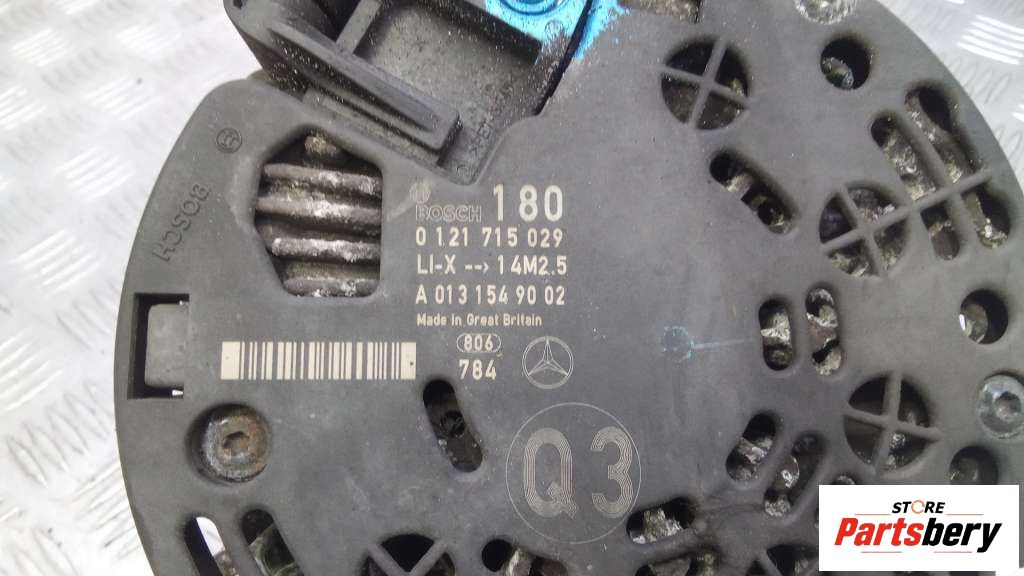 BOSCH
BOSCH 180
0 121 715 029
LI-X --> 14M2.5
A 013 154 90 02
Made in Great Britain
806
784
Q3
STORE
Partsbery